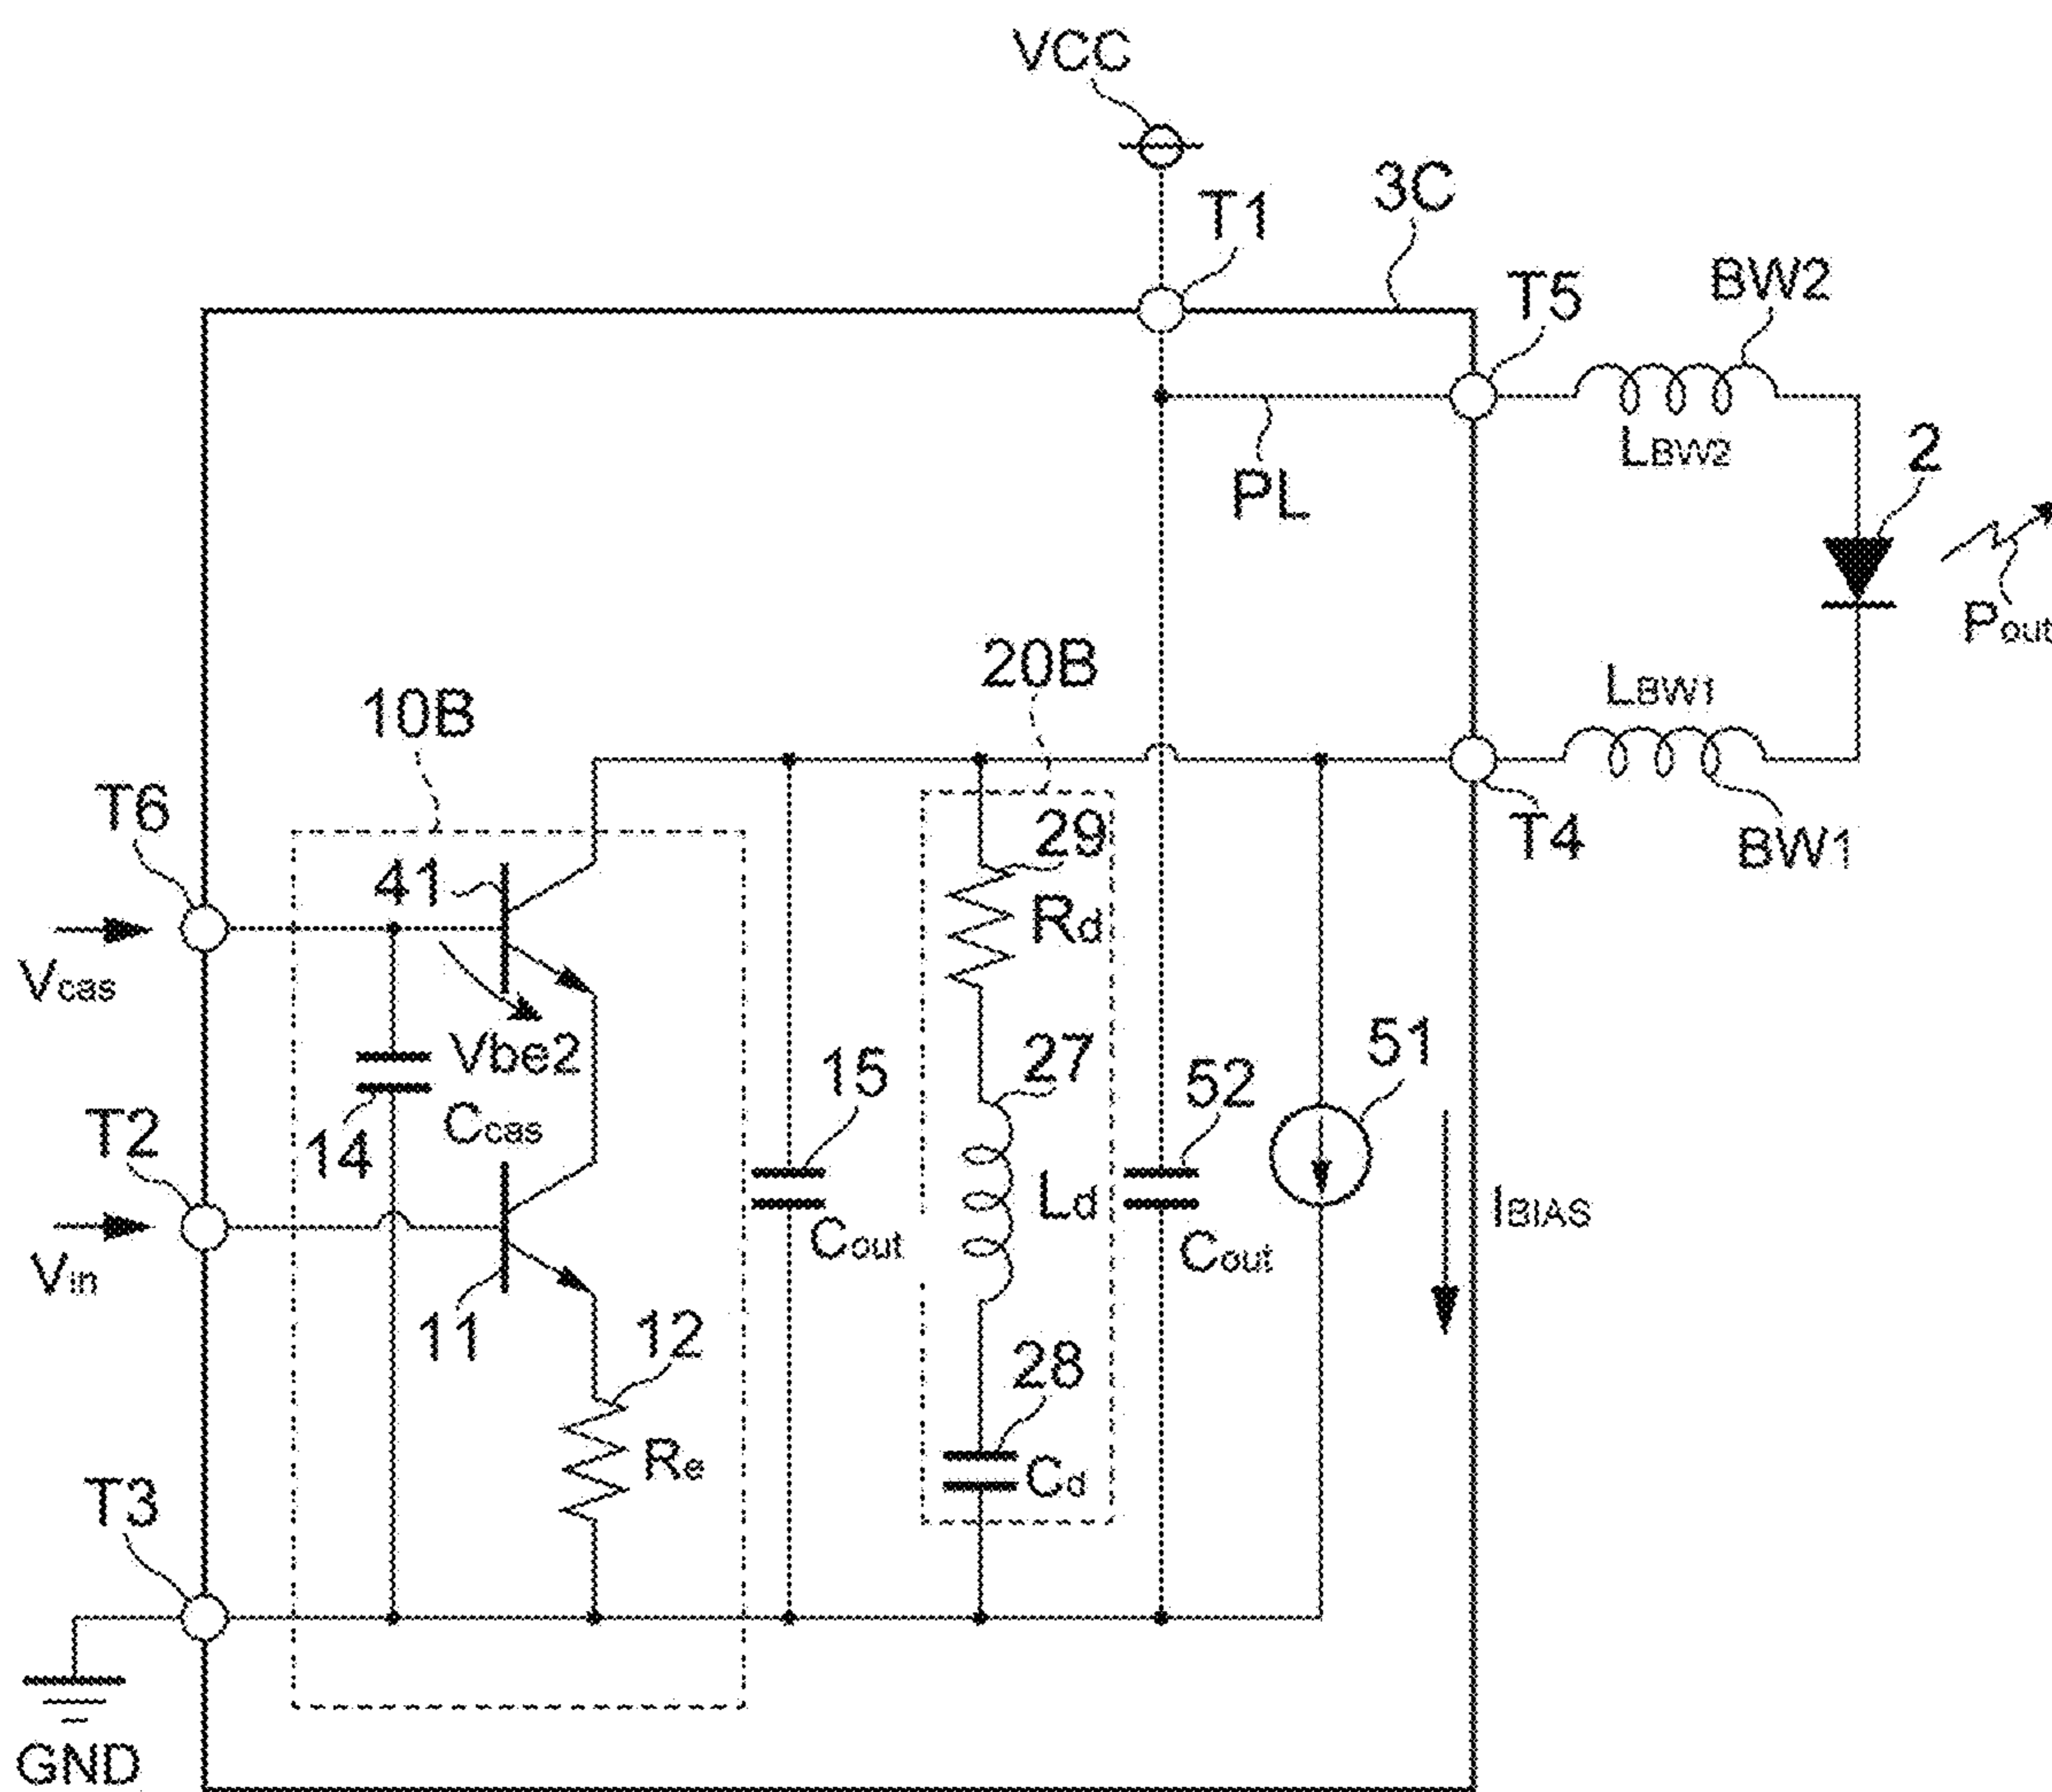 VCC
T1
3C
T5
BW2
LBW2
2
PL
Pout
20B
LBW1
10B
T6
29
T4
BW1
41
Rd
Vcas
Vbe2
27
51
15
52
T2
14
Ccas
Ld
IBIAS
Vin
Cout
Cout
11
12
28
Re
Cd
T3
GND